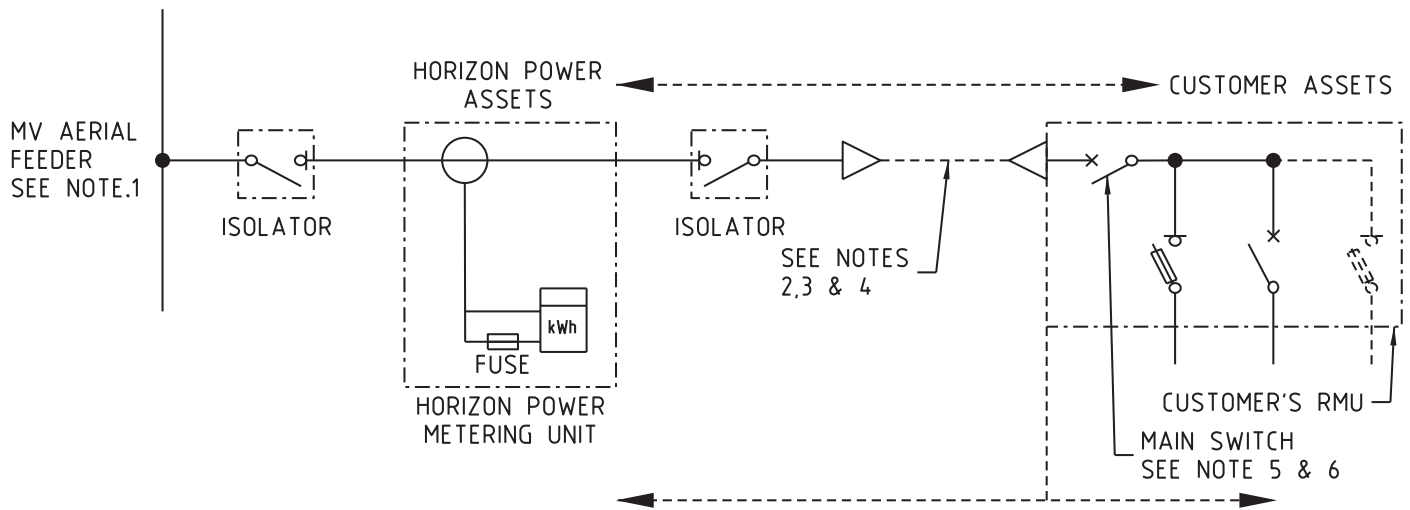 HORIZON POWER
ASSETS
CUSTOMER ASSETS
MV AERIAL
FEEDER
SEE NOTE.1
ISOLATOR
ISOLATOR
SEE NOTES
2,3 & 4
kWh
FUSE
HORIZON POWER
METERING UNIT
CUSTOMER'S RMU
MAIN SWITCH
SEE NOTE 5 & 6